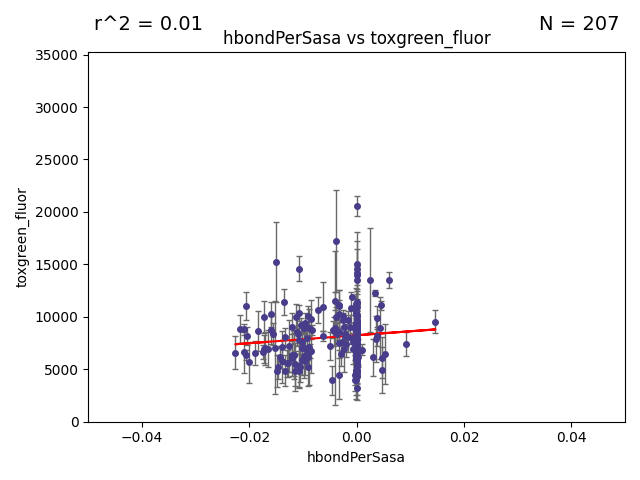 r^2 = 0.01
N = 207
hbondPerSasa vs toxgreen_fluor
35000
30000
25000
20000
15000
10000
5000
0
toxgreen_fluor
−0.04
−0.02
0.00
0.02
0.04
hbondPerSasa